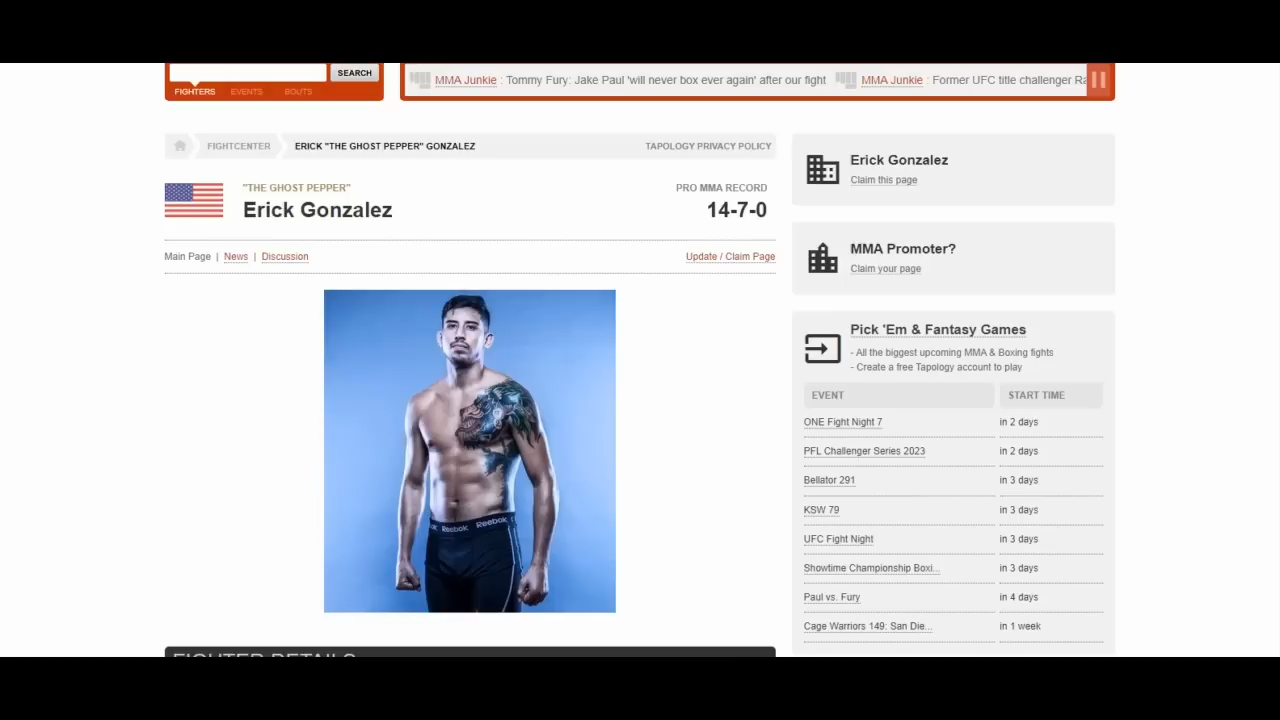 SEARCH
FIGHTERS EVENTS BOUTS
MMA Junkie : Tommy Fury: Jake Paul 'will never box ever again' after our fight MMA Junkie : Former UFC title challenger Ra
FIGHTCENTER ERICK "THE GHOST PEPPER" GONZALEZ TAPOLOGY PRIVACY POLICY
"THE GHOST PEPPER" PRO MMA RECORD
Erick Gonzalez 14-7-0
Main Page | News | Discussion Update / Claim Page
Reebok Reebok
FIGHTER DETAILS
Erick Gonzalez
Claim this page
MMA Promoter?
Claim your page
Pick 'Em & Fantasy Games
- All the biggest upcoming MMA & Boxing fights
- Create a free Tapology account to play
EVENT START TIME
ONE Fight Night 7 in 2 days
PFL Challenger Series 2023 in 2 days
Bellator 291 in 3 days
KSW 79 in 3 days
UFC Fight Night in 3 days
Showtime Championship Boxi... in 3 days
Paul vs. Fury in 4 days
Cage Warriors 149: San Die... in 1 week